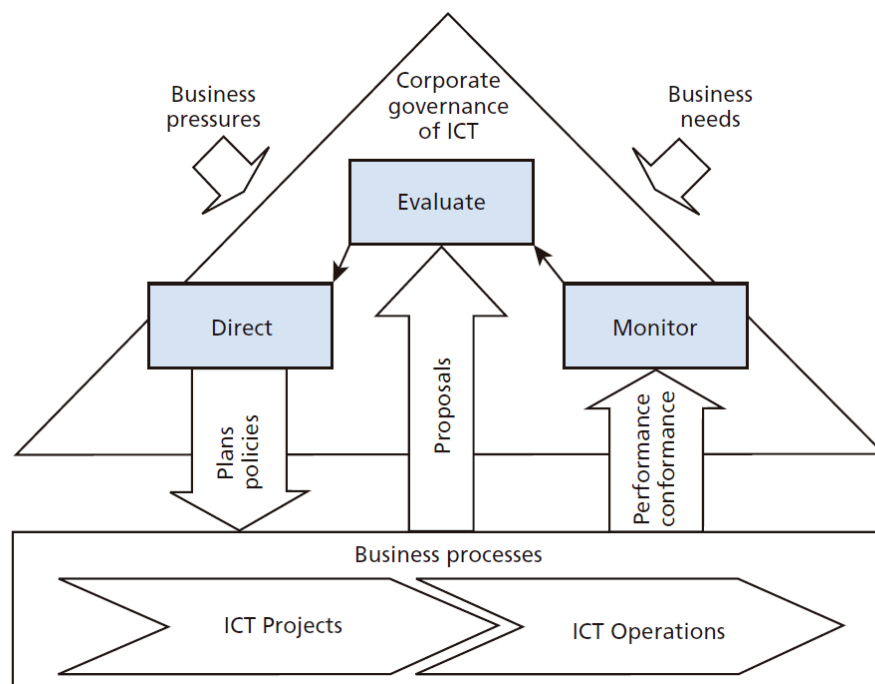 Corporate
governance
of ICT
Business
pressures
Business
needs
Evaluate
Direct
Monitor
Plans
policies
Proposals
Performance
conformance
Business processes
ICT Projects
ICT Operations